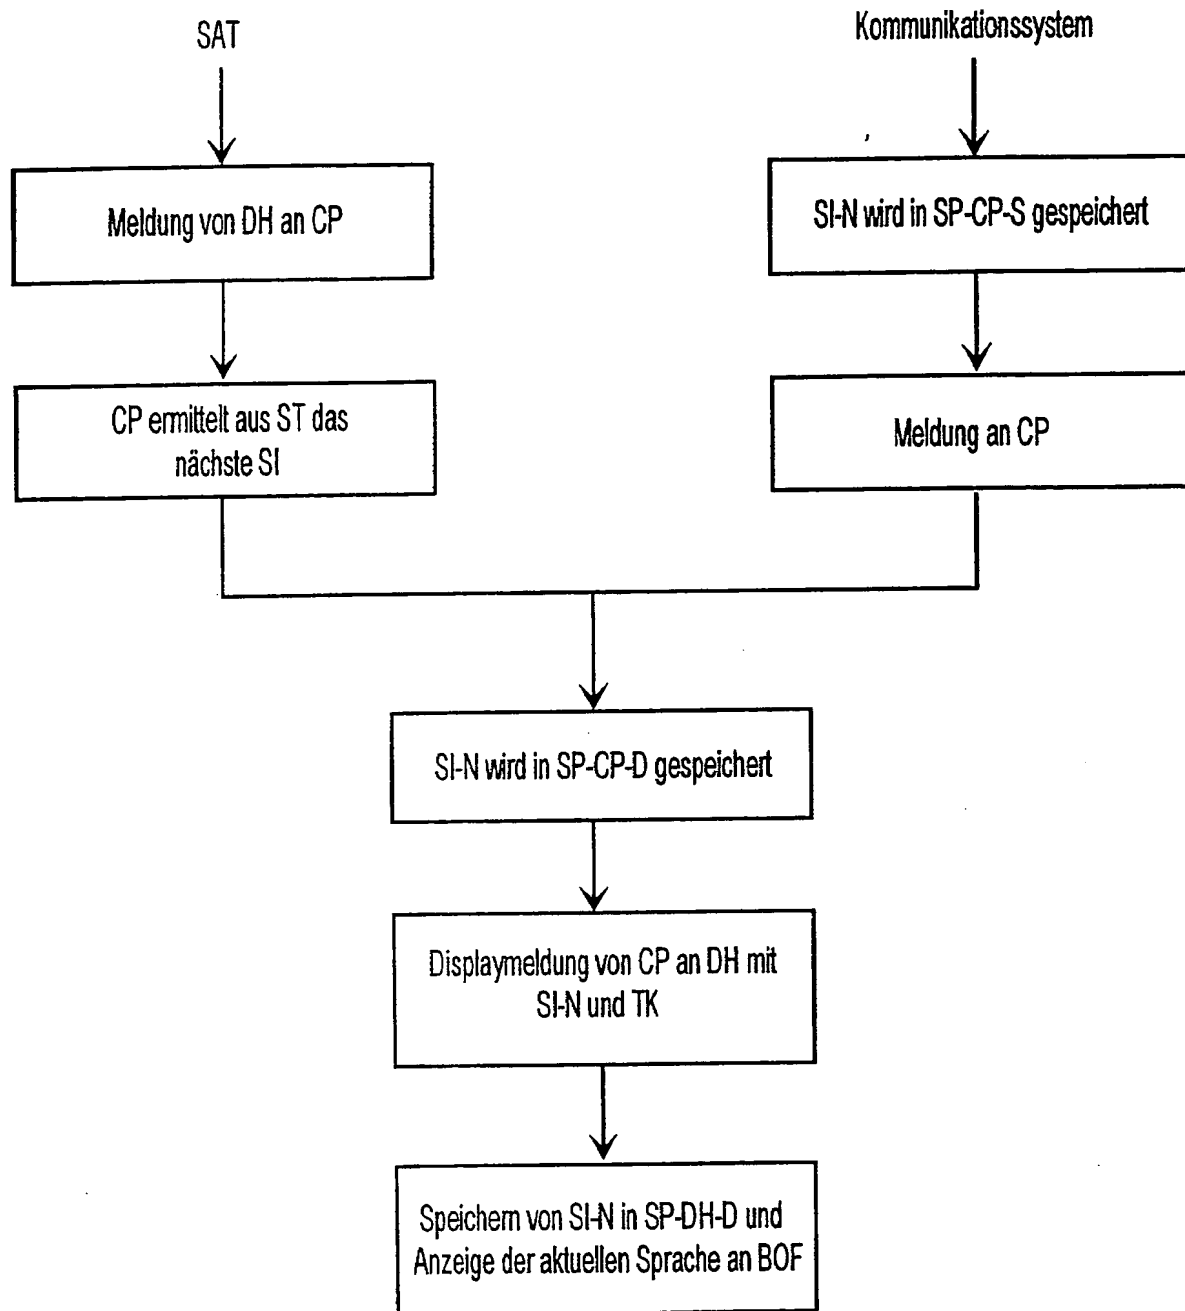 SAT
Meldung von DH an CP
CP ermittelt aus ST das
nächste SI
Kommunikationssystem
SI-N wird in SP-CP-S gespeichert
Meldung an CP
SI-N wird in SP-CP-D gespeichert
Displaymeldung von CP an DH mit
SI-N und TK
Speichern von SI-N in SP-DH-D und
Anzeige der aktuellen Sprache an BOF